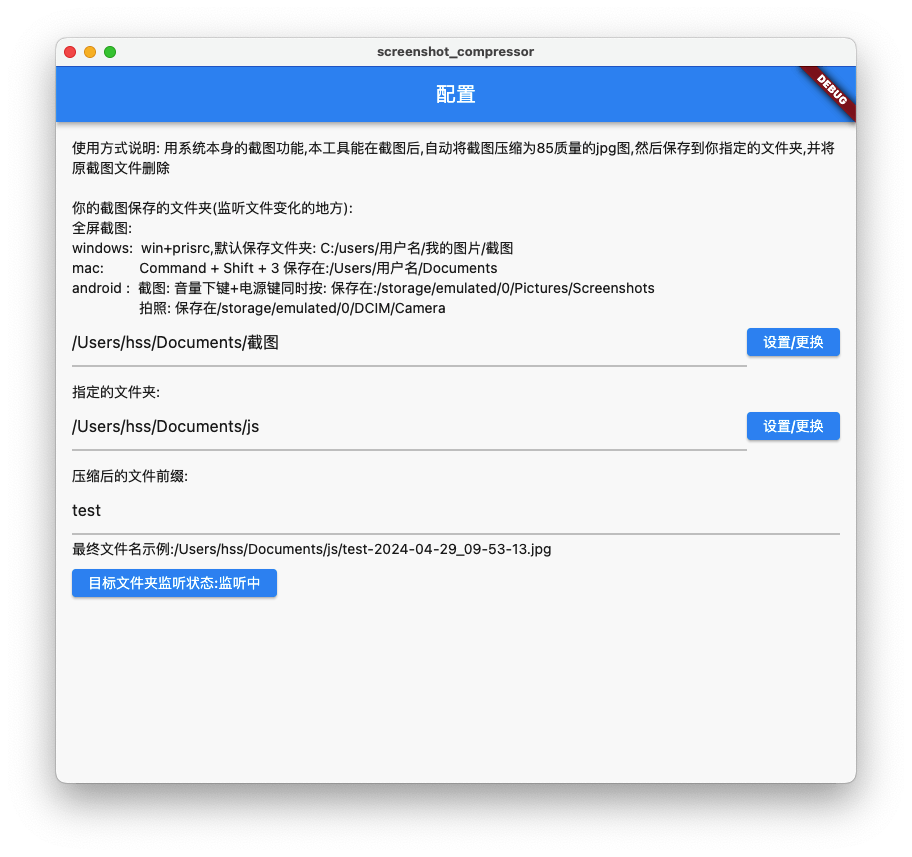 screenshot_compressor
配置
DEBUG
使用方式说明: 用系统本身的截图功能,本工具能在截图后,自动将截图压缩为85质量的jpg图,然后保存到你指定的文件夹,并将
原截图文件删除
你的截图保存的文件夹(监听文件变化的地方):
全屏截图:
windows: win+prisrc,默认保存文件夹: C:/users/用户名/我的图片/截图
mac: Command + Shift + 3 保存在:/Users/用户名/Documents
android : 截图: 音量下键+电源键同时按: 保存在:/storage/emulated/0/Pictures/Screenshots
拍照: 保存在/storage/emulated/0/DCIM/Camera
/Users/hss/Documents/截图
设置/更换
指定的文件夹:
/Users/hss/Documents/js
设置/更换
压缩后的文件前缀:
test
最终文件名示例:/Users/hss/Documents/js/test-2024-04-29_09-53-13.jpg
目标文件夹监听状态:监听中